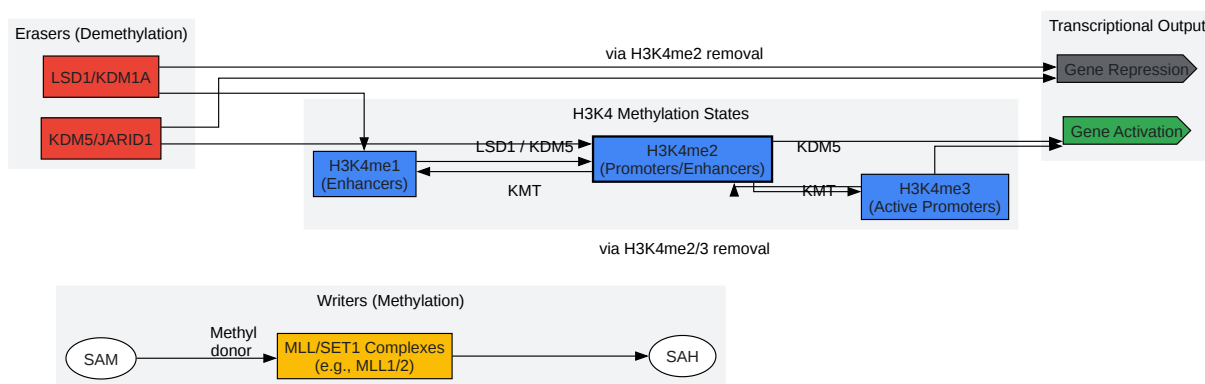 Erasers (Demethylation)
LSD1/KDM1A
KDM5/JARID1
via H3K4me2 removal
Transcriptional Output
Gene Repression
Gene Activation
H3K4 Methylation States
H3K4me1
(Enhancers)
LSD1 / KDM5
KMT
H3K4me2
(Promoters/Enhancers)
KDM5
KMT
H3K4me3
(Active Promoters)
via H3K4me2/3 removal
Writers (Methylation)
SAM
Methyl
donor
MLL/SET1 Complexes
(e.g., MLL1/2)
SAH